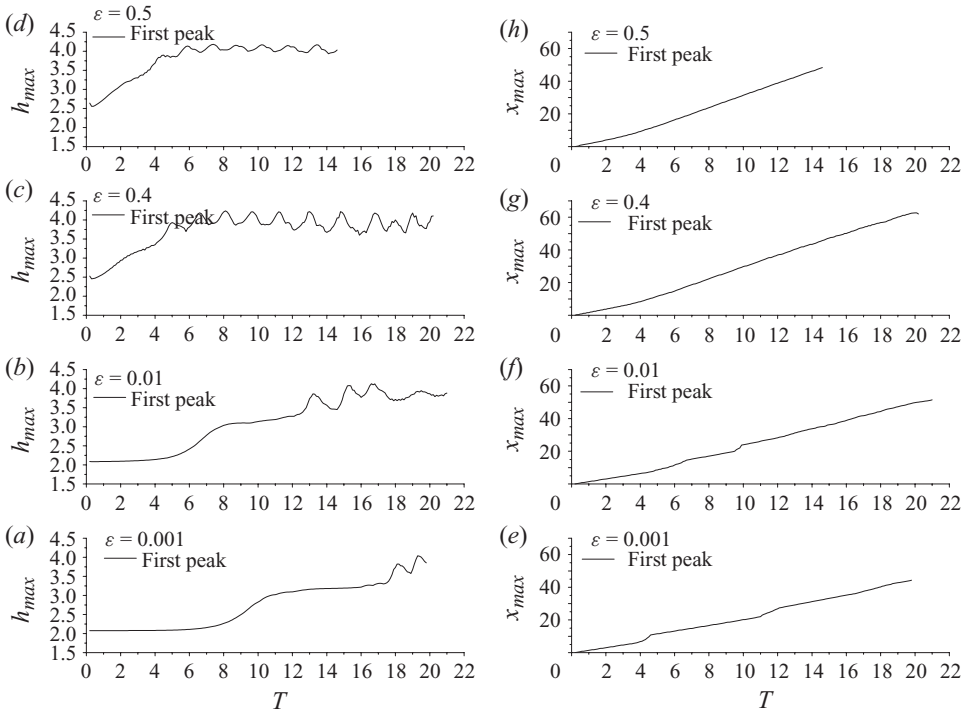 (d)
ε = 0.5
First peak
h_max
4.5
4.0
3.5
3.0
2.5
2.0
1.5
0 2 4 6 8 10 12 14 16 18 20 22
(h)
ε = 0.5
First peak
x_max
60
40
20
0 2 4 6 8 10 12 14 16 18 20 22
(c)
ε = 0.4
First peak
h_max
4.5
4.0
3.5
3.0
2.5
2.0
1.5
0 2 4 6 8 10 12 14 16 18 20 22
(g)
ε = 0.4
First peak
x_max
60
40
20
0 2 4 6 8 10 12 14 16 18 20 22
(b)
ε = 0.01
First peak
h_max
4.5
4.0
3.5
3.0
2.5
2.0
1.5
0 2 4 6 8 10 12 14 16 18 20 22
(f)
ε = 0.01
First peak
x_max
60
40
20
0 2 4 6 8 10 12 14 16 18 20 22
(a)
ε = 0.001
First peak
h_max
4.5
4.0
3.5
3.0
2.5
2.0
1.5
0 2 4 6 8 10 12 14 16 18 20 22
T
(e)
ε = 0.001
First peak
x_max
60
40
20
0 2 4 6 8 10 12 14 16 18 20 22
T